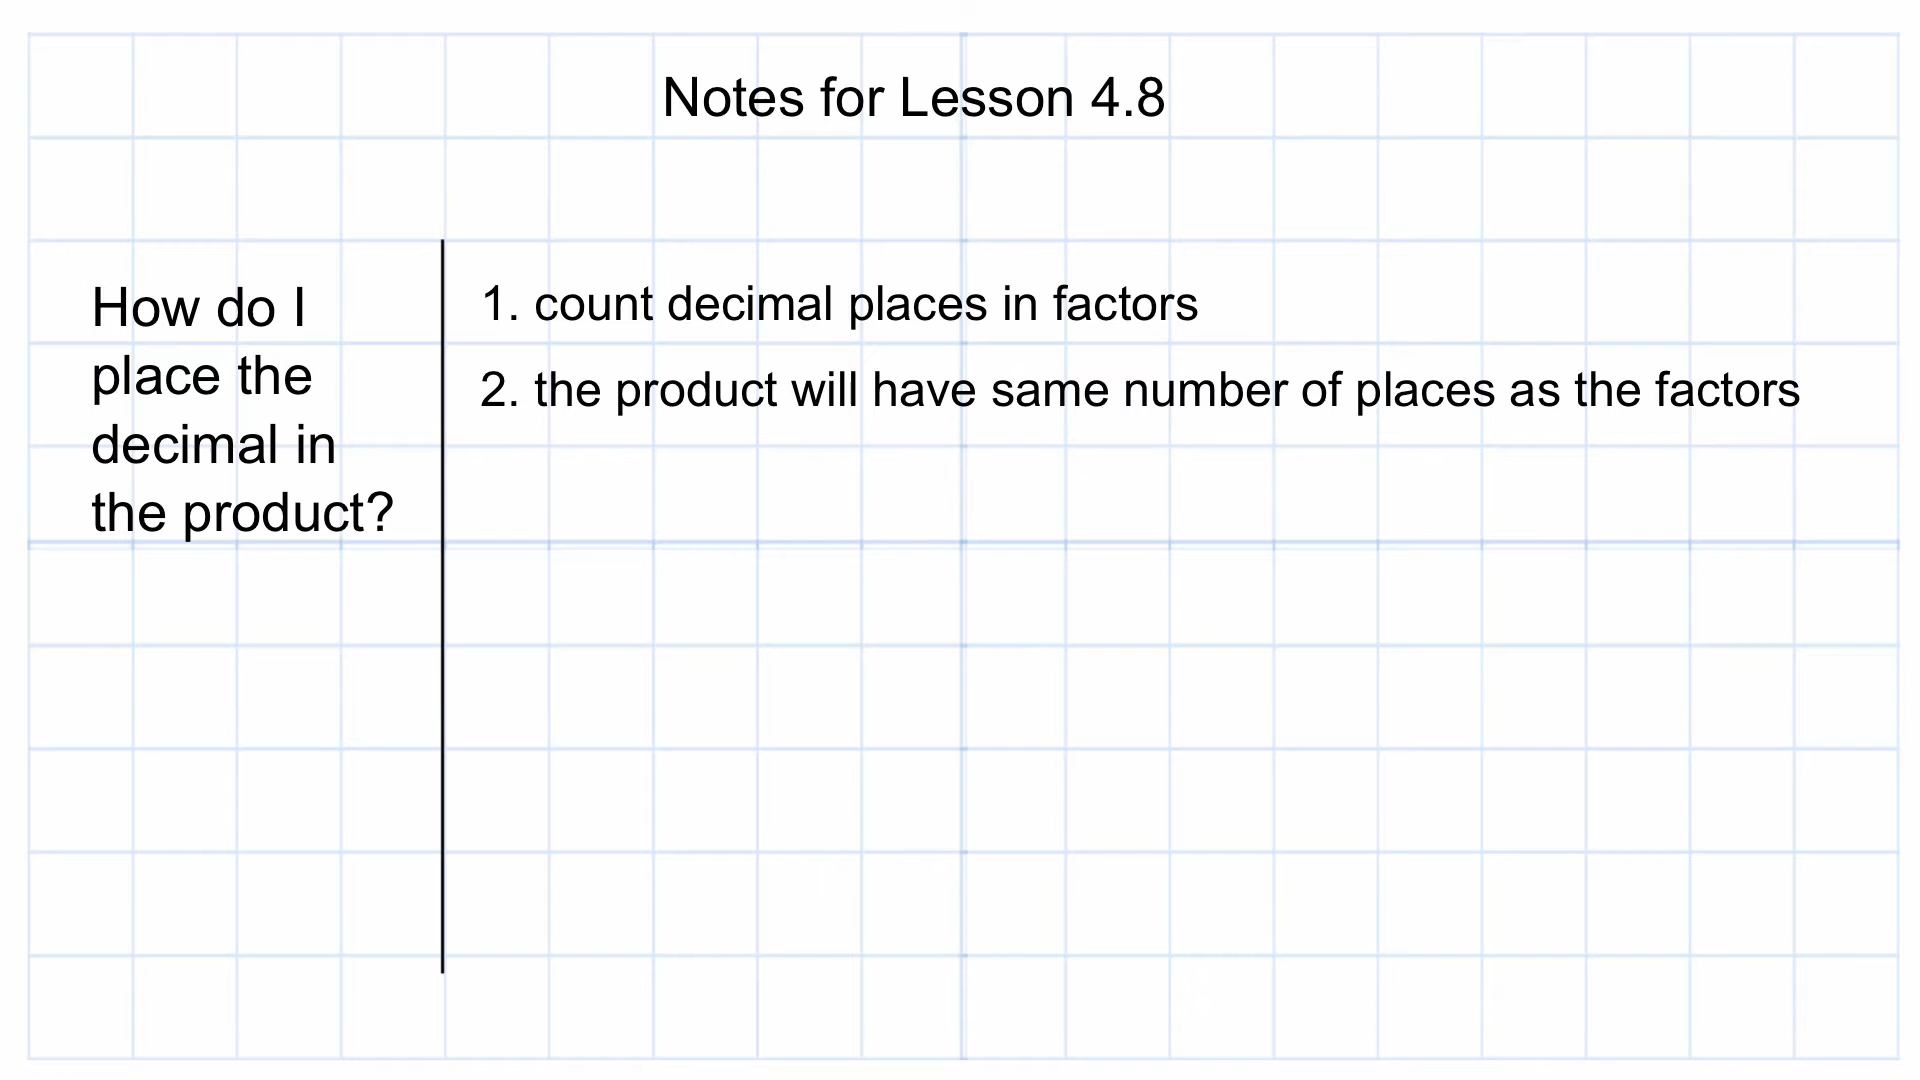 Notes for Lesson 4.8
How do I
place the
decimal in
the product?
1. count decimal places in factors
2. the product will have same number of places as the factors